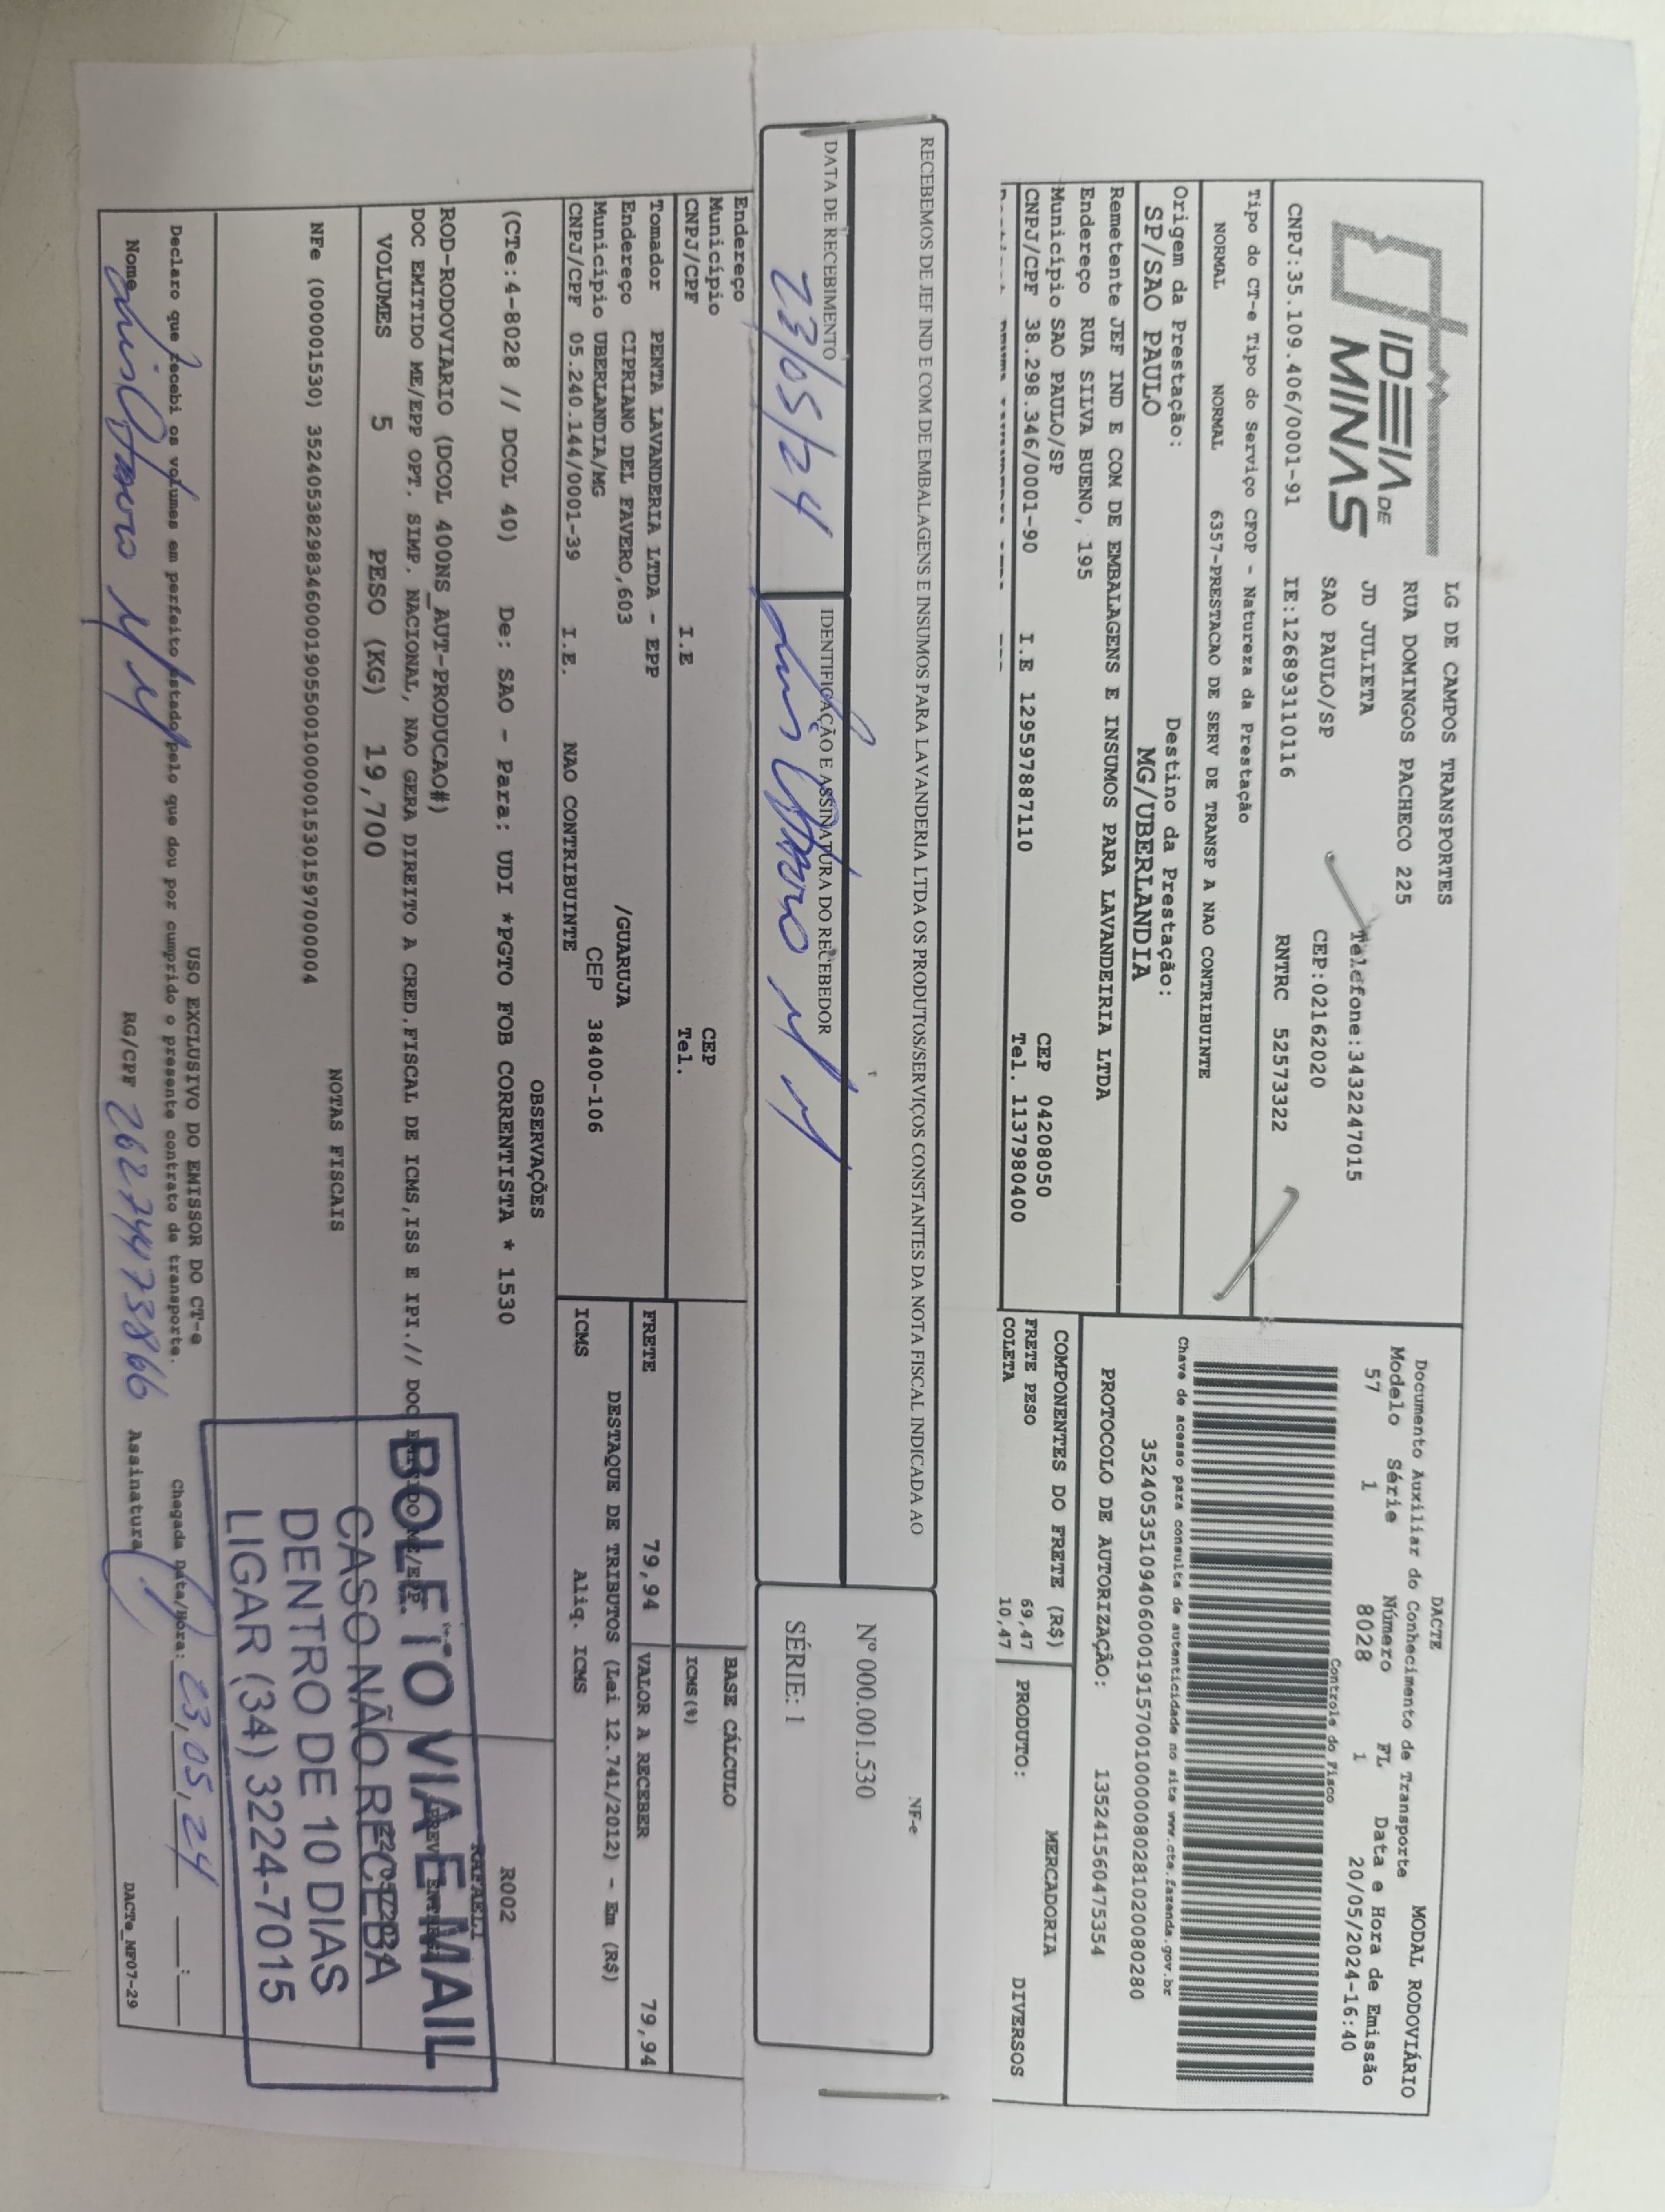 IDEIA DE
MINAS
LG DE CAMPOS TRANSPORTES
RUA DOMINGOS PACHECO 225
JD JULIETA
Telefone:3432247015
SAO PAULO/SP
CEP:02162020
CNPJ:35.109.406/0001-91
IE:126893110116
RNTRC 52573322
DACTE
MODAL RODOVIÁRIO
Documento Auxiliar do Conhecimento de Transporte
Modelo Série Número FL Data e Hora de Emissão
57 1 8028 1 20/05/2024-16:40
Controle do Fisco
Tipo do CT-e Tipo do Serviço CFOP - Natureza da Prestação
NORMAL NORMAL 6357-PRESTACAO DE SERV DE TRANSP A NAO CONTRIBUINTE
Chave de acesso para consulta de autenticidade no site www.cte.fazenda.gov.br
Origem da Prestação:
SP/SAO PAULO
Destino da Prestação:
MG/UBERLANDIA
PROTOCOLO DE AUTORIZAÇÃO: 135241560475354
Remetente JEF IND E COM DE EMBALAGENS E INSUMOS PARA LAVANDEIRIA LTDA
Endereço RUA SILVA BUENO, 195
Município SAO PAULO/SP
CEP 04208050
CNPJ/CPF 38.298.346/0001-90 I.E 129597887110 Tel. 1137980400
COMPONENTES DO FRETE (R$)
FRETE PESO 69,47
COLETA 10,47
MERCADORIA
PRODUTO: DIVERSOS
RECEBEMOS DE JEF IND E COM DE EMBALAGENS E INSUMOS PARA LAVANDERIA LTDA OS PRODUTOS/SERVIÇOS CONSTANTES DA NOTA FISCAL INDICADA AO
NF-e
Nº 000.001.530
SÉRIE: 1
DATA DE RECEBIMENTO
23/05/24
IDENTIFICAÇÃO E ASSINATURA DO RECEBEDOR
Endereço
Município
CEP
CNPJ/CPF I.E Tel.
BASE CÁLCULO
ICMS(%)
Tomador PENTA LAVANDERIA LTDA - EPP
Endereço CIPRIANO DEL FAVERO,603 /GUARUJA
Município UBERLANDIA/MG CEP 38400-106
CNPJ/CPF 05.240.144/0001-39 I.E. NAO CONTRIBUINTE
FRETE 79,94 VALOR A RECEBER 79,94
DESTAQUE DE TRIBUTOS (Lei 12.741/2012) - Em (R$)
ICMS Aliq. ICMS
OBSERVAÇÕES
(CTe:4-8028 // DCOL 40) De: SAO - Para: UDI *PGTO FOB CORRENTISTA * 1530
R002
RAFAELI
ROD-RODOVIARIO (DCOL 400NS_AUT-PRODUCAO#)
DOC EMITIDO ME/EPP OPT. SIMP. NACIONAL, NAO GERA DIREITO A CRED.FISCAL DE ICMS,ISS E IPI.// DOC EMITIDO ME/EPP.
VOLUMES 5 PESO (KG) 19,700
NOTAS FISCAIS
BOLETO VIA EMAIL
CASO NÃO RECEBA
DENTRO DE 10 DIAS
LIGAR (34) 3224-7015
USO EXCLUSIVO DO EMISSOR DO CT-e
Declaro que recebi os volumes em perfeito estado pelo que dou por cumprido o presente contrato de transporte.
Chegada Data/Hora: 23,05,24
Nome
RG/CPF 26274473866
Assinatura
DACTe_NF07-29